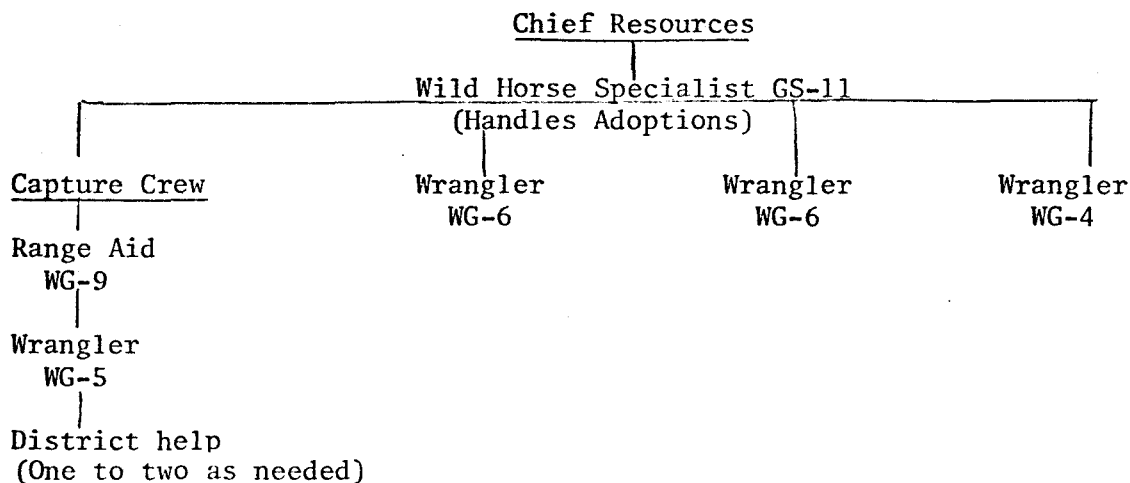 Chief Resources
Wild Horse Specialist GS-11
(Handles Adoptions)
Capture Crew
Range Aid
WG-9
Wrangler
WG-5
District help
(One to two as needed)
Wrangler
WG-6
Wrangler
WG-6
Wrangler
WG-4